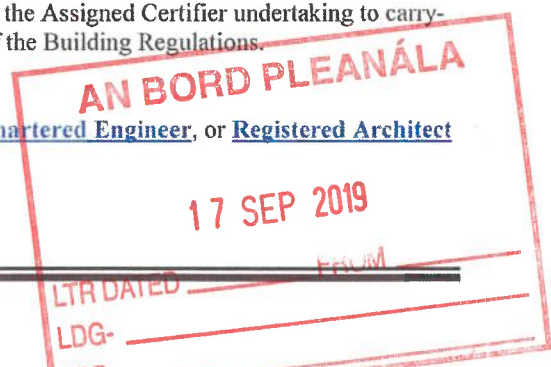 the Assigned Certifier undertaking to carry-
f the Building Regulations.
AN BORD PLEANÁLA
hartered Engineer, or Registered Architect
17 SEP 2019
LTR DATED FROM
LDG-